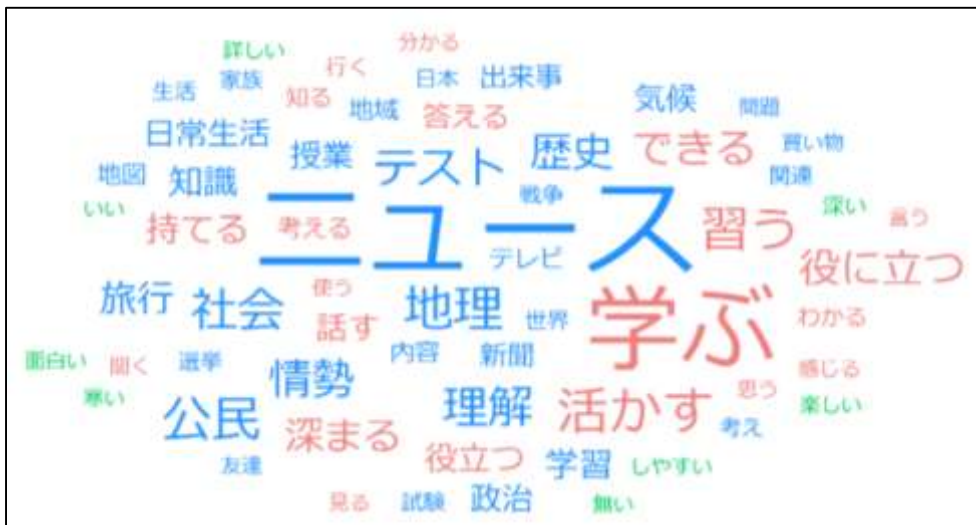 分かる
詳しい
行く 日本 出来事
生活 家族 知る 地域 答える 気候 問題
日常生活 授業 テスト 歴史 できる 買い物
地図 知識 戦争 関連
いい 持てる 考える ニュース 習う 深い 言う
テレビ 役に立つ
旅行 社会 使う 地理 世界 学ぶ わかる
話す
面白い 聞く 選挙 情勢 内容 新聞 感じる
寒い 公民 理解 活かす 思う 楽しい
深まる 考え
友達 役立つ 学習 しやすい
見る 試験 政治 無い